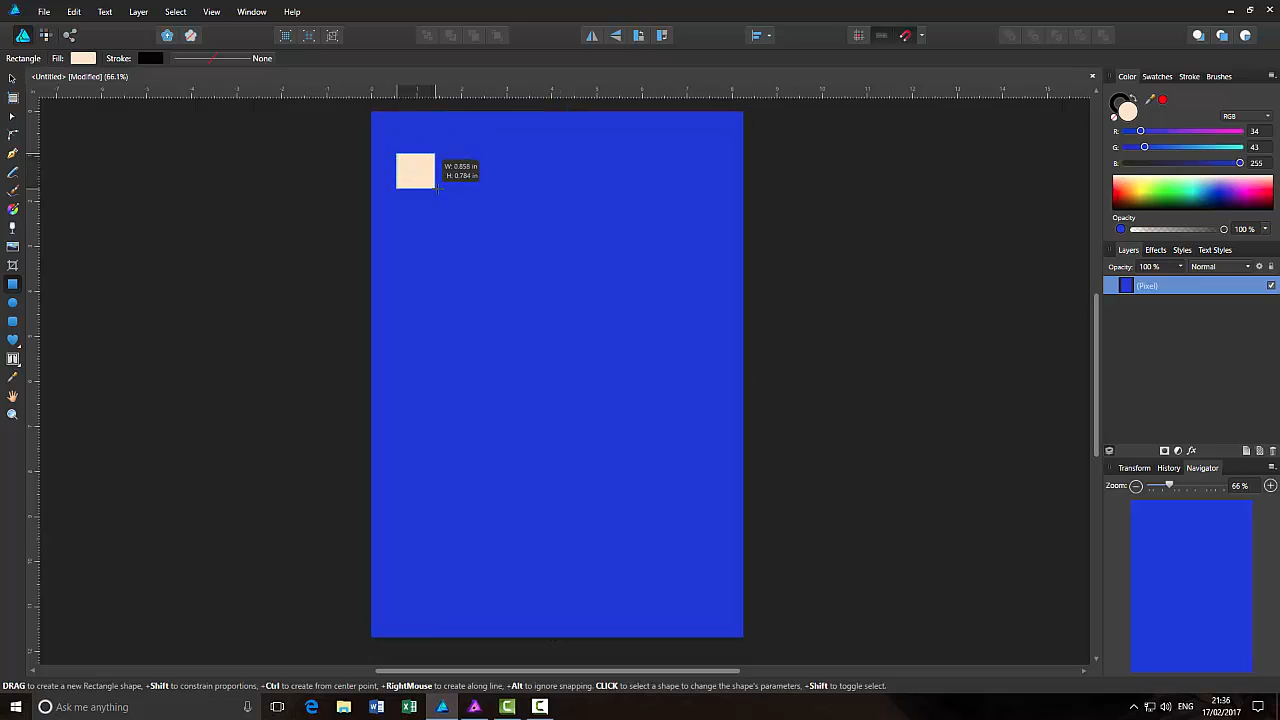 File Edit Text Layer Select View Window Help
Rectangle Fill: Stroke: None
<Untitled> [Modified] (66.1%)
W: 0.858 in
H: 0.784 in
Color Swatches Stroke Brushes
RGB
R: 34
G: 43
B: 255
Opacity
100 %
Layers Effects Styles Text Styles
Opacity: 100 % Normal
(Pixel)
Transform History Navigator
Zoom: 66 %
DRAG to create a new Rectangle shape, +Shift to constrain proportions, +Ctrl to create from center point, +RightMouse to create along line, +Alt to ignore snapping. CLICK to select a shape to change the shape's parameters, +Shift to toggle select.
Ask me anything
ENG
21:36
17/02/2017